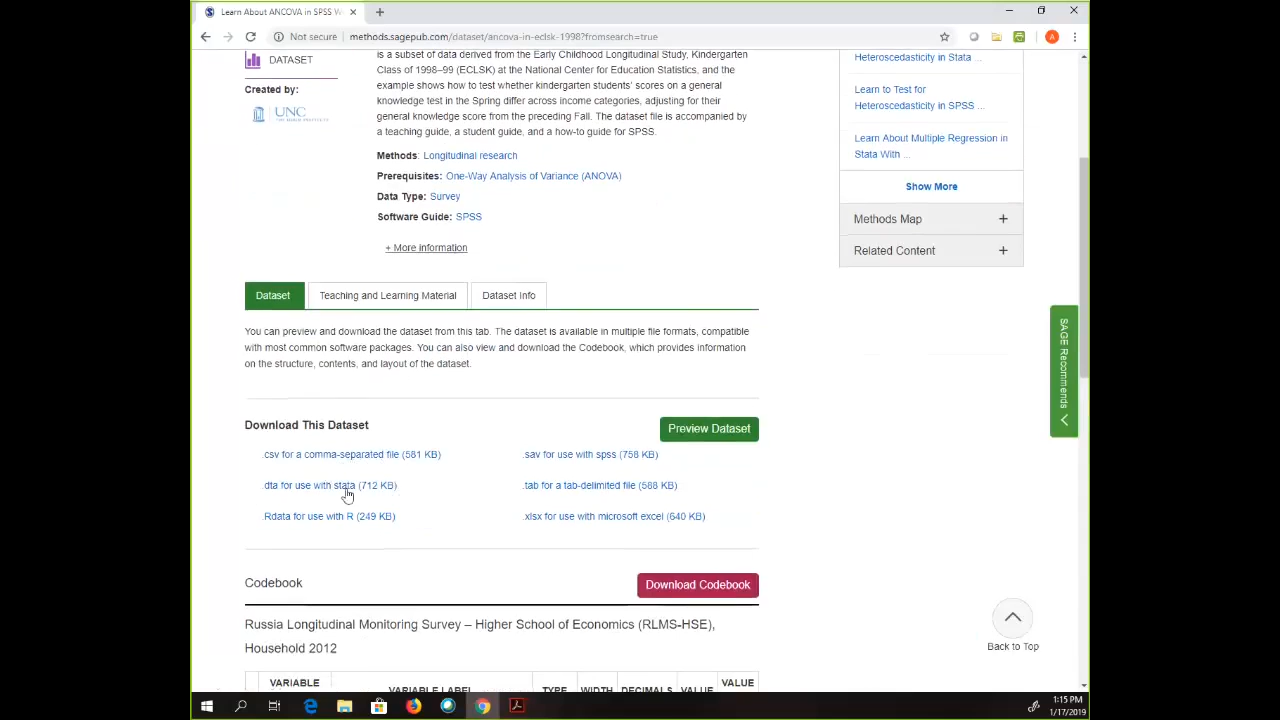 Learn About ANCOVA in SPSS W
Not secure
methods.sagepub.com/dataset/ancova-in-eclsk-1998?fromsearch=true
A
DATASET
Created by:
UNC
is a subset of data derived from the Early Childhood Longitudinal Study, Kindergarten
Class of 1998–99 (ECLSK) at the National Center for Education Statistics, and the
example shows how to test whether kindergarten students' scores on a general
knowledge test in the Spring differ across income categories, adjusting for their
general knowledge score from the preceding Fall. The dataset file is accompanied by
a teaching guide, a student guide, and a how-to guide for SPSS.
Methods: Longitudinal research
Prerequisites: One-Way Analysis of Variance (ANOVA)
Data Type: Survey
Software Guide: SPSS
+ More information
Heteroscedasticity in Stata ...
Learn to Test for
Heteroscedasticity in SPSS ...
Learn About Multiple Regression in
Stata With ...
Show More
Methods Map +
Related Content +
SAGE Recommends
Dataset
Teaching and Learning Material
Dataset Info
You can preview and download the dataset from this tab. The dataset is available in multiple file formats, compatible
with most common software packages. You can also view and download the Codebook, which provides information
on the structure, contents, and layout of the dataset.
Download This Dataset
Preview Dataset
.csv for a comma-separated file (581 KB)
.sav for use with spss (758 KB)
.dta for use with stata (712 KB)
.tab for a tab-delimited file (588 KB)
.Rdata for use with R (249 KB)
.xlsx for use with microsoft excel (640 KB)
Codebook
Download Codebook
Russia Longitudinal Monitoring Survey – Higher School of Economics (RLMS-HSE),
Household 2012
VARIABLE
VARIABLE LABEL
TYPE
WIDTH
DECIMALS
VALUE
VALUE
Back to Top
1:15 PM
1/17/2019